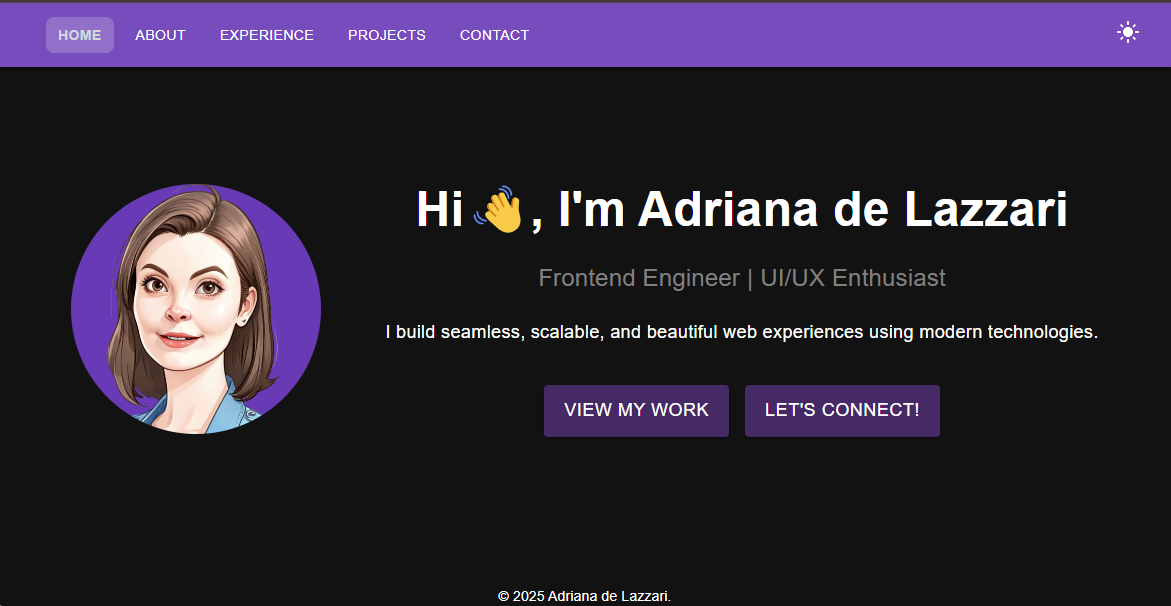 HOME ABOUT EXPERIENCE PROJECTS CONTACT
Hi 👋, I'm Adriana de Lazzari
Frontend Engineer | UI/UX Enthusiast
I build seamless, scalable, and beautiful web experiences using modern technologies.
VIEW MY WORK LET'S CONNECT!
© 2025 Adriana de Lazzari.